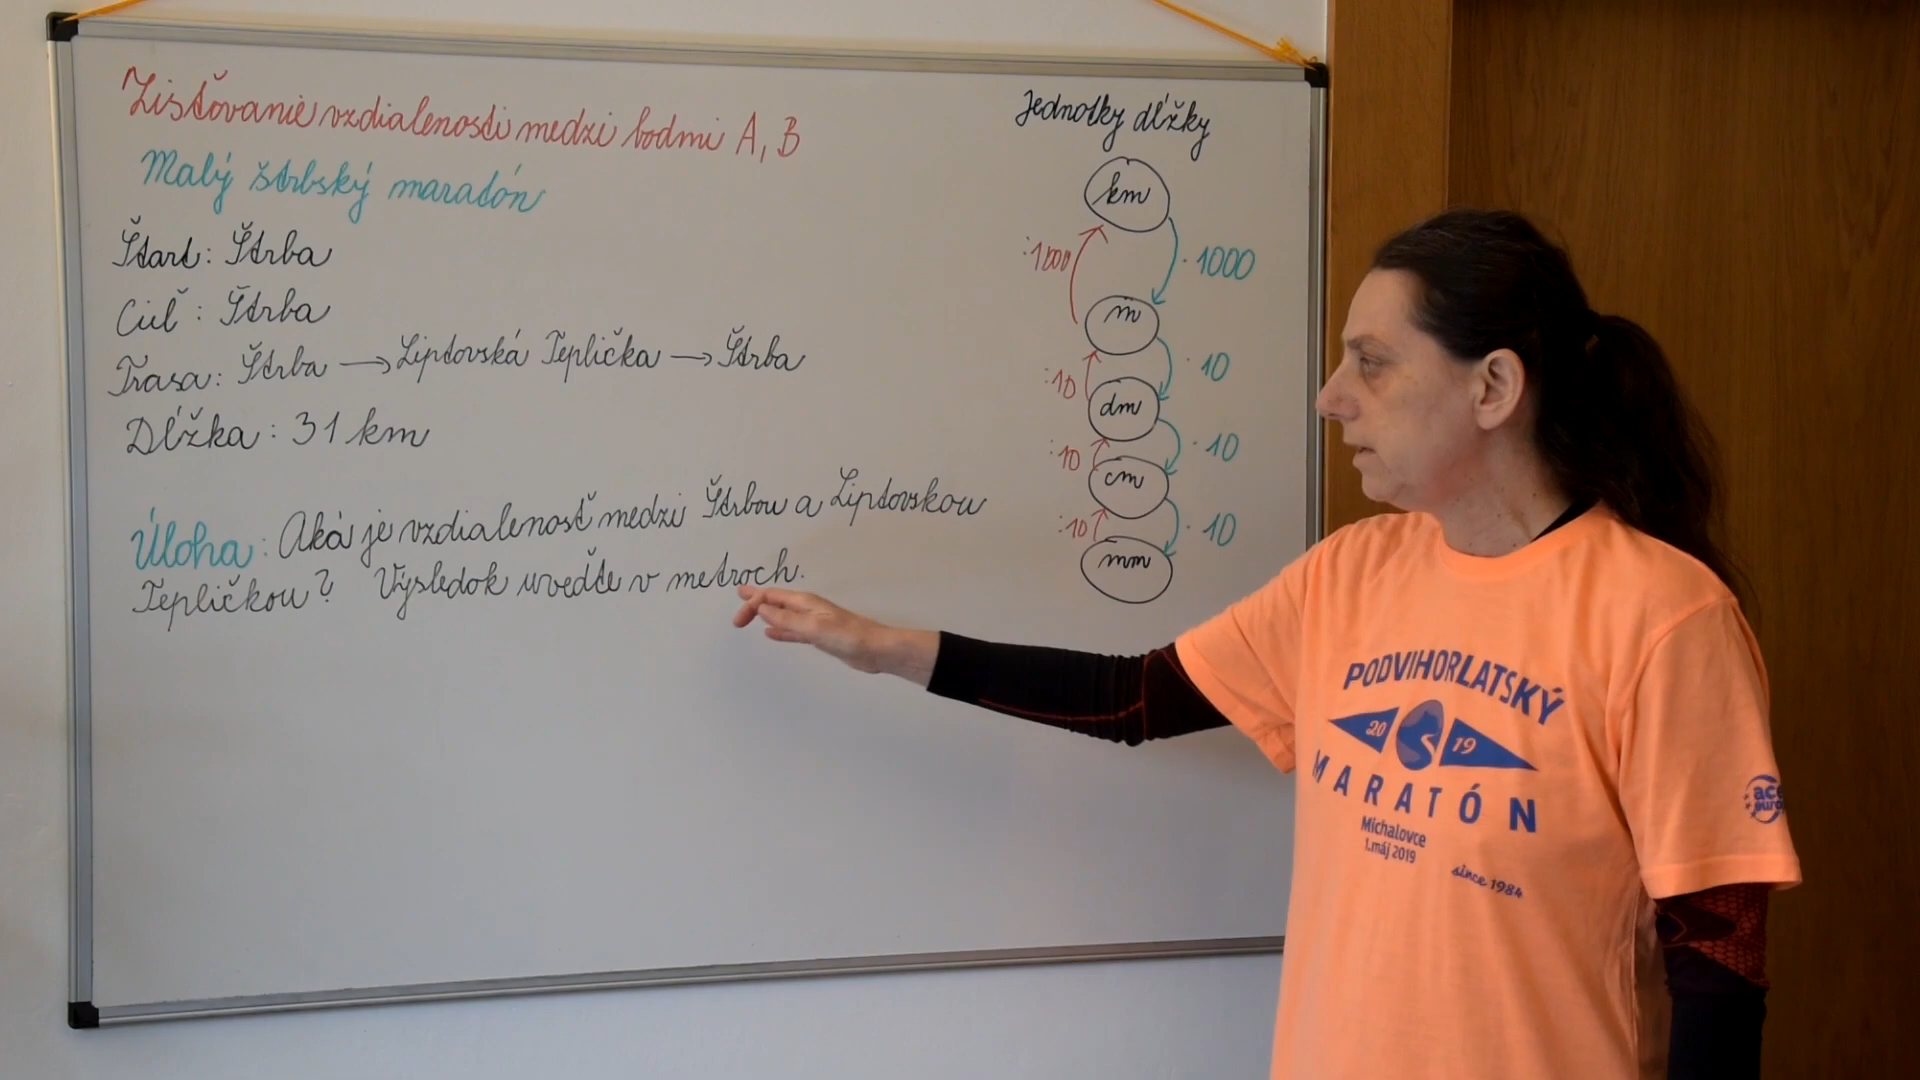 Zisťovanie vzdialenosti medzi bodmi A, B
Malý štrbský maratón
Štart: Štrba
Cieľ: Štrba
Trasa: Štrba → Liptovská Teplička → Štrba
Dĺžka: 31 km
Úloha: Aká je vzdialenosť medzi Štrbou a Liptovskou
Tepličkou? Výsledok uveďte v metroch.
Jednotky dĺžky
km
:1000
· 1000
m
:10
· 10
dm
:10
· 10
cm
:10
· 10
mm
PODVIHORLATSKÝ
20 19
MARATÓN
Michalovce
1.máj 2019
since 1984